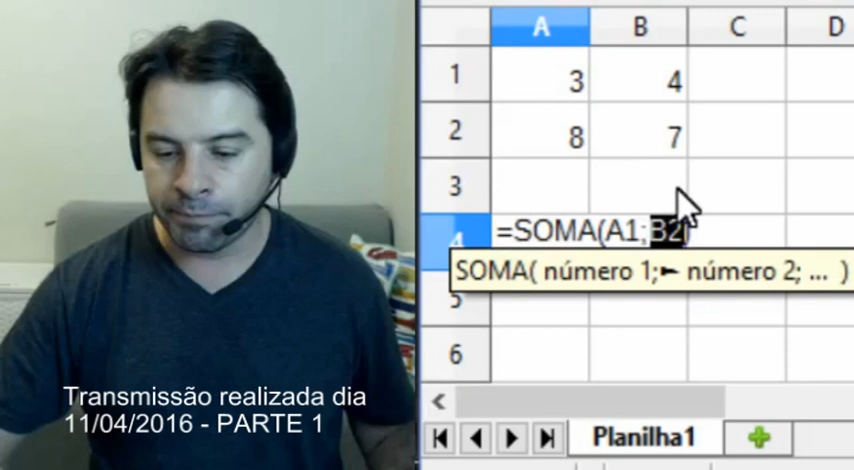 A B C D
1 3 4
2 8 7
3
4 =SOMA(A1;B2)
SOMA( número 1; número 2; ... )
5
6
Planilha1
Transmissão realizada dia
11/04/2016 - PARTE 1